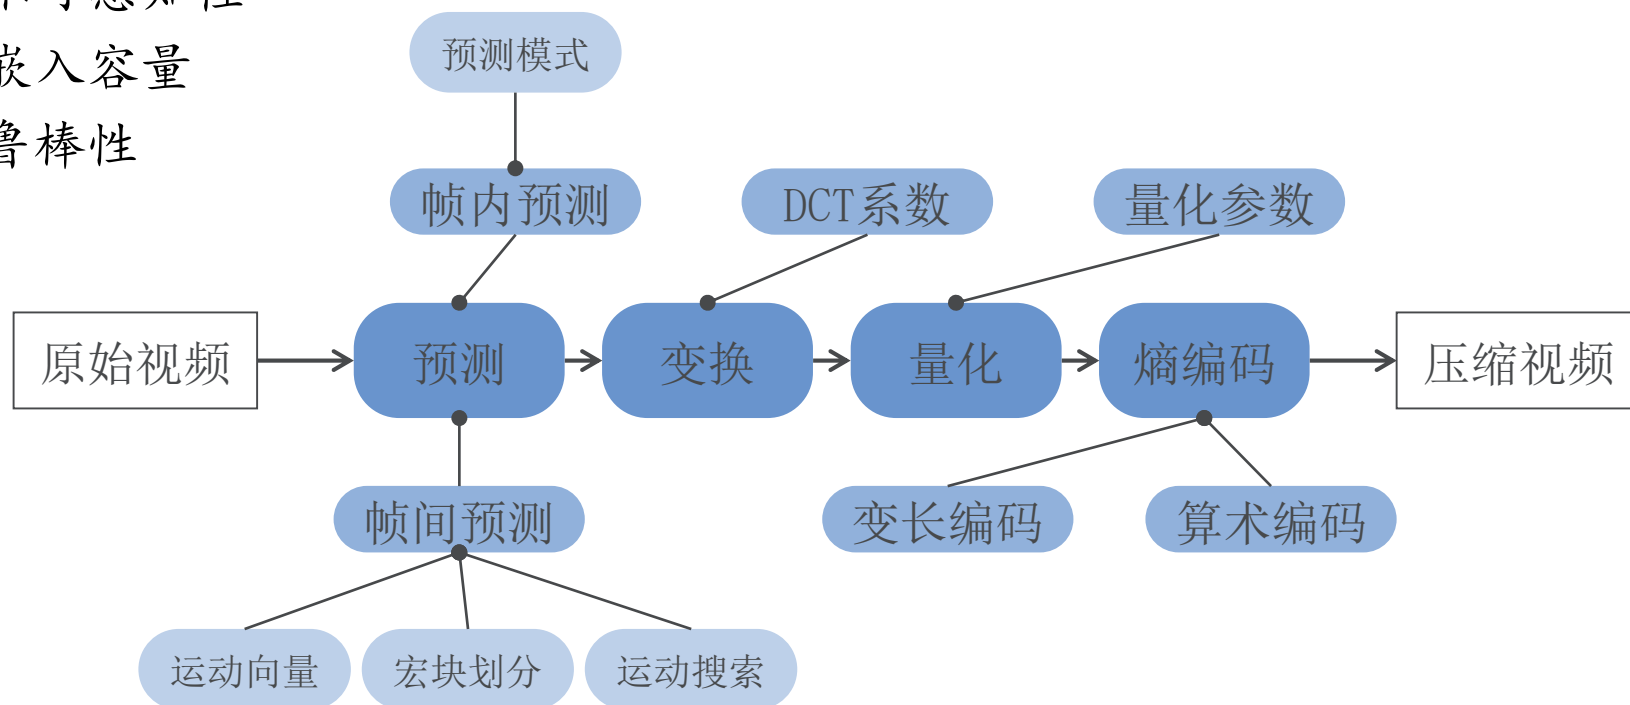 感知性
嵌入容量
鲁棒性
预测模式
帧内预测
DCT系数
量化参数
原始视频
预测
变换
量化
熵编码
压缩视频
帧间预测
变长编码
算术编码
运动向量
宏块划分
运动搜索